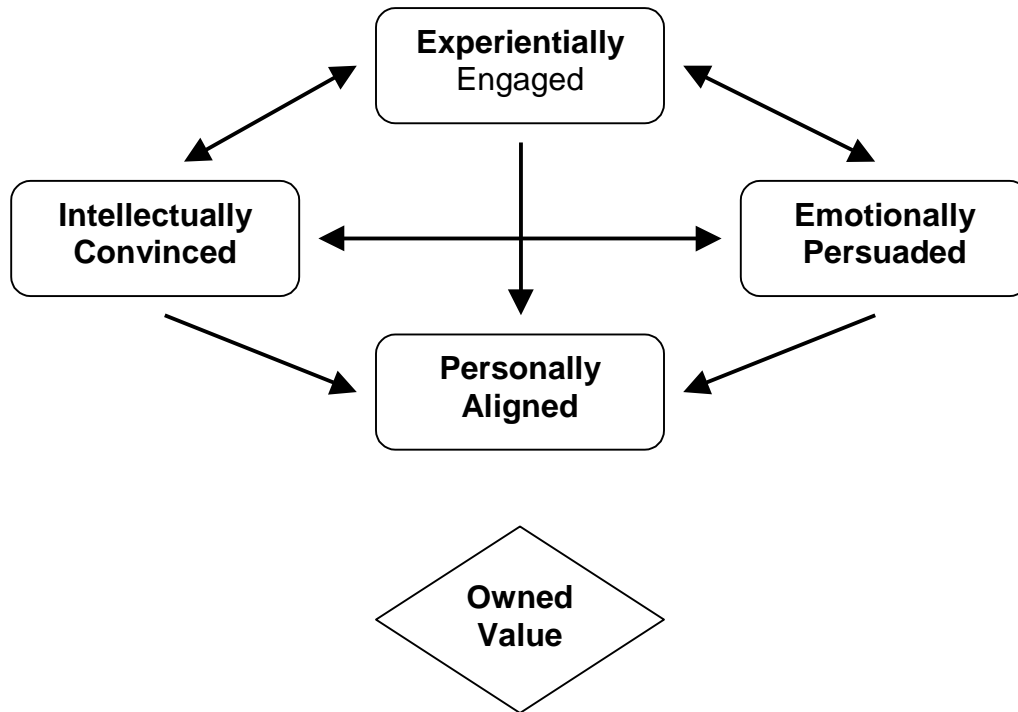 Experientially
Engaged
Intellectually
Convinced
Emotionally
Persuaded
Personally
Aligned
Owned
Value